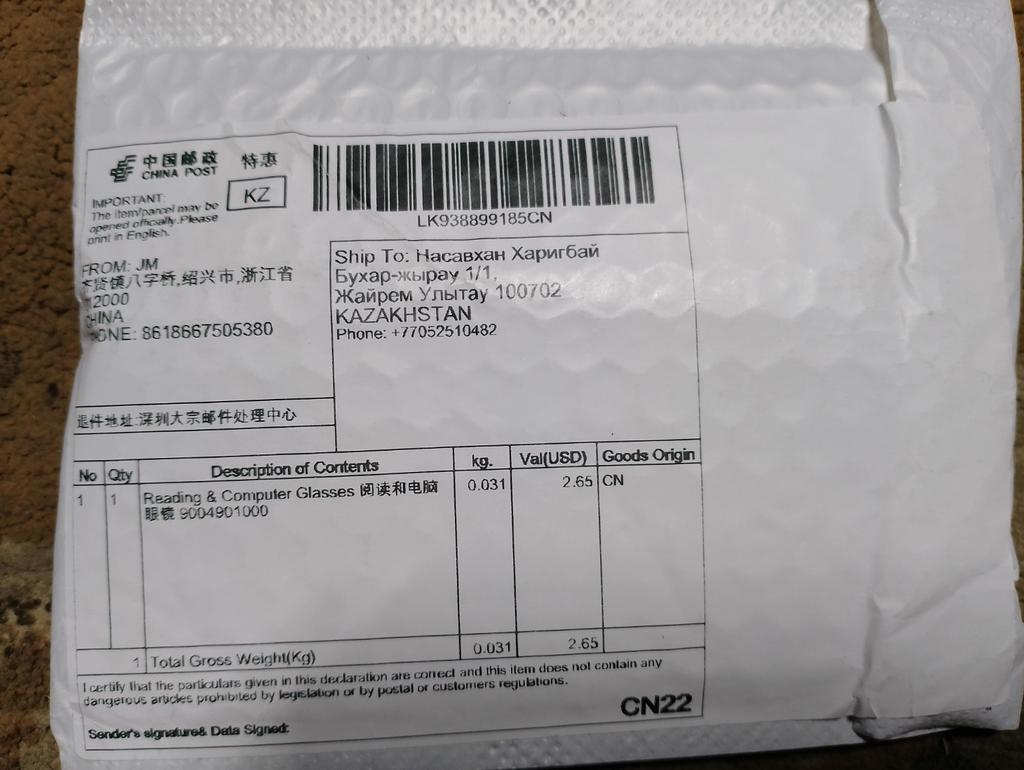 中国邮政 特惠
CHINA POST
KZ
IMPORTANT:
The item/parcel may be
opened officially.Please
print in English.
LK938899185CN
FROM: JM
贤镇八字桥,绍兴市,浙江省
2000
CHINA
PHONE: 8618667505380
Ship To: Насавхан Харигбай
Бухар-жырау 1/1,
Жайрем Улытау 100702
KAZAKHSTAN
Phone: +77052510482
退件地址:深圳大宗邮件处理中心
No Qty Description of Contents kg. Val(USD) Goods Origin
1 1 Reading & Computer Glasses 阅读和电脑 0.031 2.65 CN
眼镜 9004901000
1 Total Gross Weight(Kg) 0.031 2.65
I certify that the particulars given in this declaration are correct and this item does not contain any
dangerous articles prohibited by legislation or by postal or customers regulations.
CN22
Sender's signature& Data Signed: